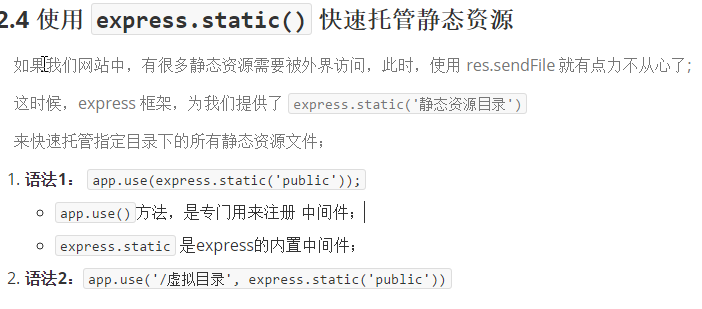 2.4 使用 express.static() 快速托管静态资源
如果我们网站中，有很多静态资源需要被外界访问，此时，使用 res.sendFile 就有点力不从心了;
这时候，express 框架，为我们提供了 express.static('静态资源目录')
来快速托管指定目录下的所有静态资源文件；
1. 语法1： app.use(express.static('public'));
app.use()方法，是专门用来注册 中间件；
express.static 是express的内置中间件；
2. 语法2： app.use('/虚拟目录', express.static('public'))